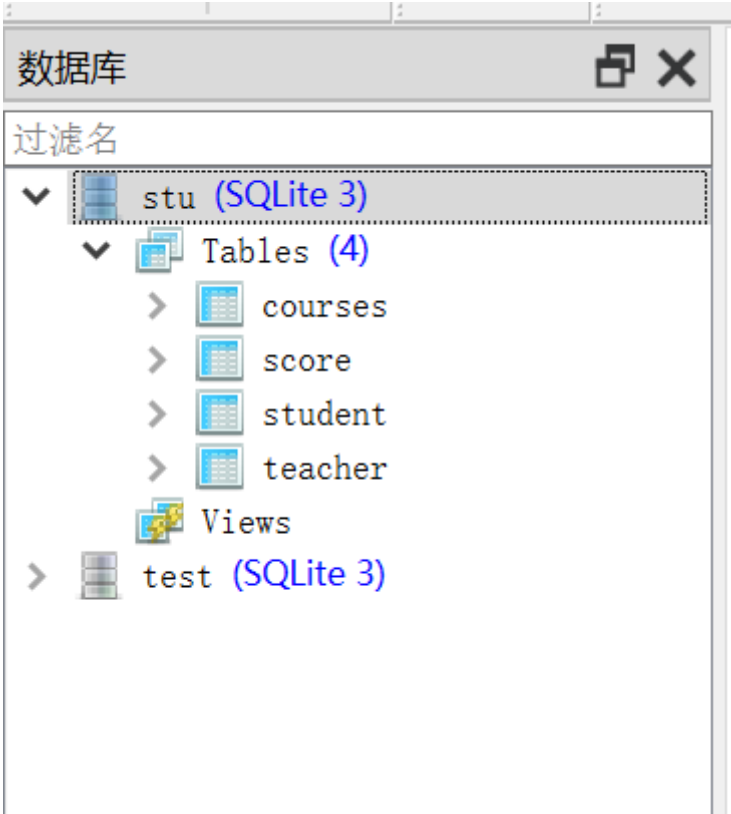 数据库
过滤名
stu (SQLite 3)
Tables (4)
courses
score
student
teacher
Views
test (SQLite 3)